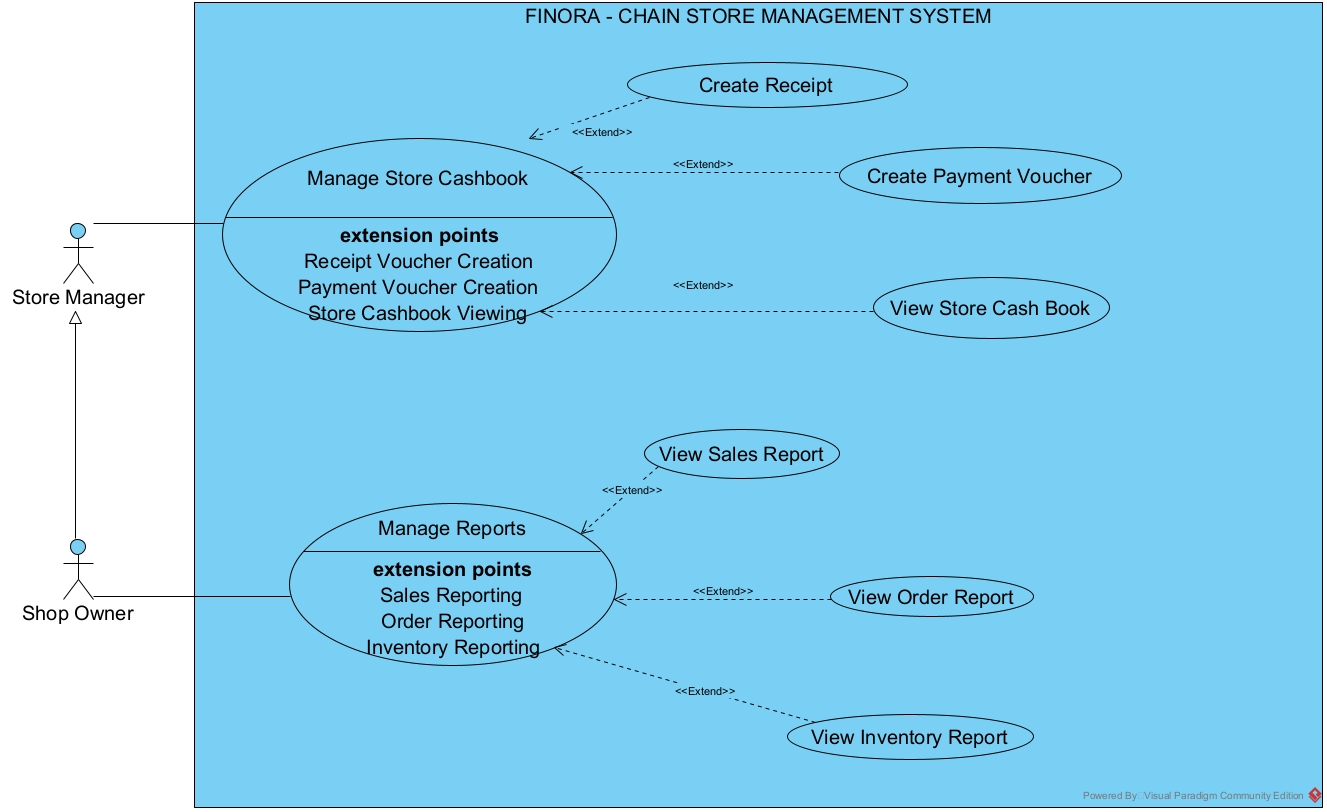 FINORA - CHAIN STORE MANAGEMENT SYSTEM
Create Receipt
<<Extend>>
Manage Store Cashbook
<<Extend>>
Create Payment Voucher
extension points
Receipt Voucher Creation
Payment Voucher Creation
Store Cashbook Viewing
<<Extend>>
View Store Cash Book
Store Manager
View Sales Report
<<Extend>>
Manage Reports
extension points
Sales Reporting
Order Reporting
Inventory Reporting
<<Extend>>
View Order Report
Shop Owner
<<Extend>>
View Inventory Report
Powered By: Visual Paradigm Community Edition